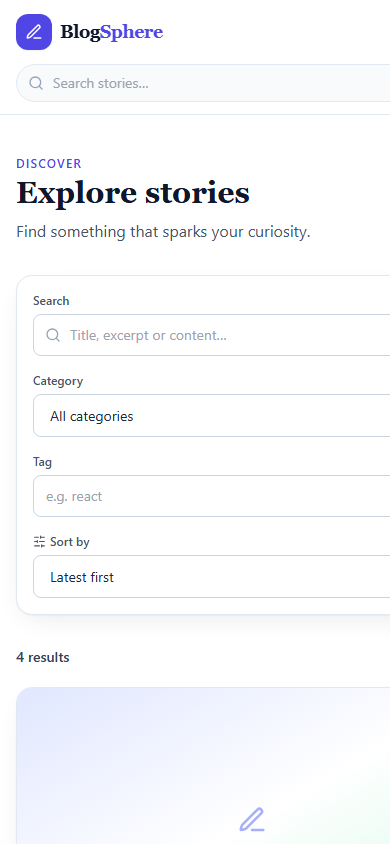 BlogSphere
Search stories...
DISCOVER
Explore stories
Find something that sparks your curiosity.
Search
Title, excerpt or content...
Category
All categories
Tag
e.g. react
Sort by
Latest first
4 results